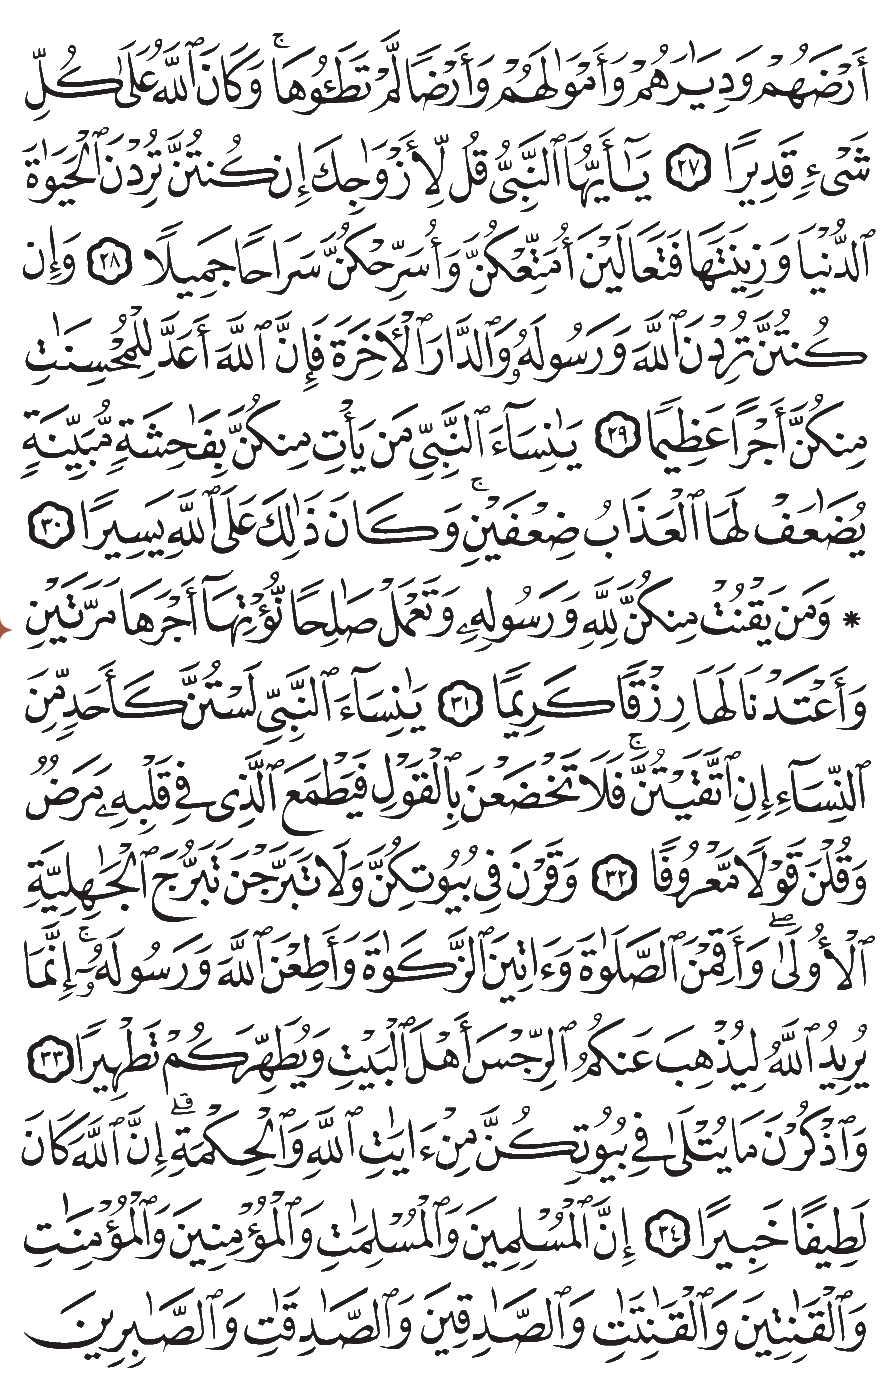 أَرْضَهُمْ وَدِيَٰرَهُمْ وَأَمْوَٰلَهُمْ وَأَرْضًا لَّمْ تَطَـُٔوهَا ۚ وَكَانَ ٱللَّهُ عَلَىٰ كُلِّ
شَىْءٍ قَدِيرًا ٢٧ يَـٰٓأَيُّهَا ٱلنَّبِىُّ قُل لِّأَزْوَٰجِكَ إِن كُنتُنَّ تُرِدْنَ ٱلْحَيَوٰةَ
ٱلدُّنْيَا وَزِينَتَهَا فَتَعَالَيْنَ أُمَتِّعْكُنَّ وَأُسَرِّحْكُنَّ سَرَاحًا جَمِيلًا ٢٨ وَإِن
كُنتُنَّ تُرِدْنَ ٱللَّهَ وَرَسُولَهُۥ وَٱلدَّارَ ٱلْأَخِرَةَ فَإِنَّ ٱللَّهَ أَعَدَّ لِلْمُحْسِنَـٰتِ
مِنكُنَّ أَجْرًا عَظِيمًا ٢٩ يَـٰنِسَآءَ ٱلنَّبِىِّ مَن يَأْتِ مِنكُنَّ بِفَـٰحِشَةٍ مُّبَيِّنَةٍ
يُضَـٰعَفْ لَهَا ٱلْعَذَابُ ضِعْفَيْنِ ۚ وَكَانَ ذَٰلِكَ عَلَى ٱللَّهِ يَسِيرًا ٣٠
* وَمَن يَقْنُتْ مِنكُنَّ لِلَّهِ وَرَسُولِهِۦ وَتَعْمَلْ صَـٰلِحًا نُّؤْتِهَآ أَجْرَهَا مَرَّتَيْنِ
وَأَعْتَدْنَا لَهَا رِزْقًا كَرِيمًا ٣١ يَـٰنِسَآءَ ٱلنَّبِىِّ لَسْتُنَّ كَأَحَدٍ مِّنَ
ٱلنِّسَآءِ إِنِ ٱتَّقَيْتُنَّ ۚ فَلَا تَخْضَعْنَ بِٱلْقَوْلِ فَيَطْمَعَ ٱلَّذِى فِى قَلْبِهِۦ مَرَضٌ
وَقُلْنَ قَوْلًا مَّعْرُوفًا ٣٢ وَقَرْنَ فِى بُيُوتِكُنَّ وَلَا تَبَرَّجْنَ تَبَرُّجَ ٱلْجَـٰهِلِيَّةِ
ٱلْأُولَىٰ ۖ وَأَقِمْنَ ٱلصَّلَوٰةَ وَءَاتِينَ ٱلزَّكَوٰةَ وَأَطِعْنَ ٱللَّهَ وَرَسُولَهُۥٓ ۚ إِنَّمَا
يُرِيدُ ٱللَّهُ لِيُذْهِبَ عَنكُمُ ٱلرِّجْسَ أَهْلَ ٱلْبَيْتِ وَيُطَهِّرَكُمْ تَطْهِيرًا ٣٣
وَٱذْكُرْنَ مَا يُتْلَىٰ فِى بُيُوتِكُنَّ مِنْ ءَايَـٰتِ ٱللَّهِ وَٱلْحِكْمَةِ ۗ إِنَّ ٱللَّهَ كَانَ
لَطِيفًا خَبِيرًا ٣٤ إِنَّ ٱلْمُسْلِمِينَ وَٱلْمُسْلِمَـٰتِ وَٱلْمُؤْمِنِينَ وَٱلْمُؤْمِنَـٰتِ
وَٱلْقَـٰنِتِينَ وَٱلْقَـٰنِتَـٰتِ وَٱلصَّـٰدِقِينَ وَٱلصَّـٰدِقَـٰتِ وَٱلصَّـٰبِرِينَ